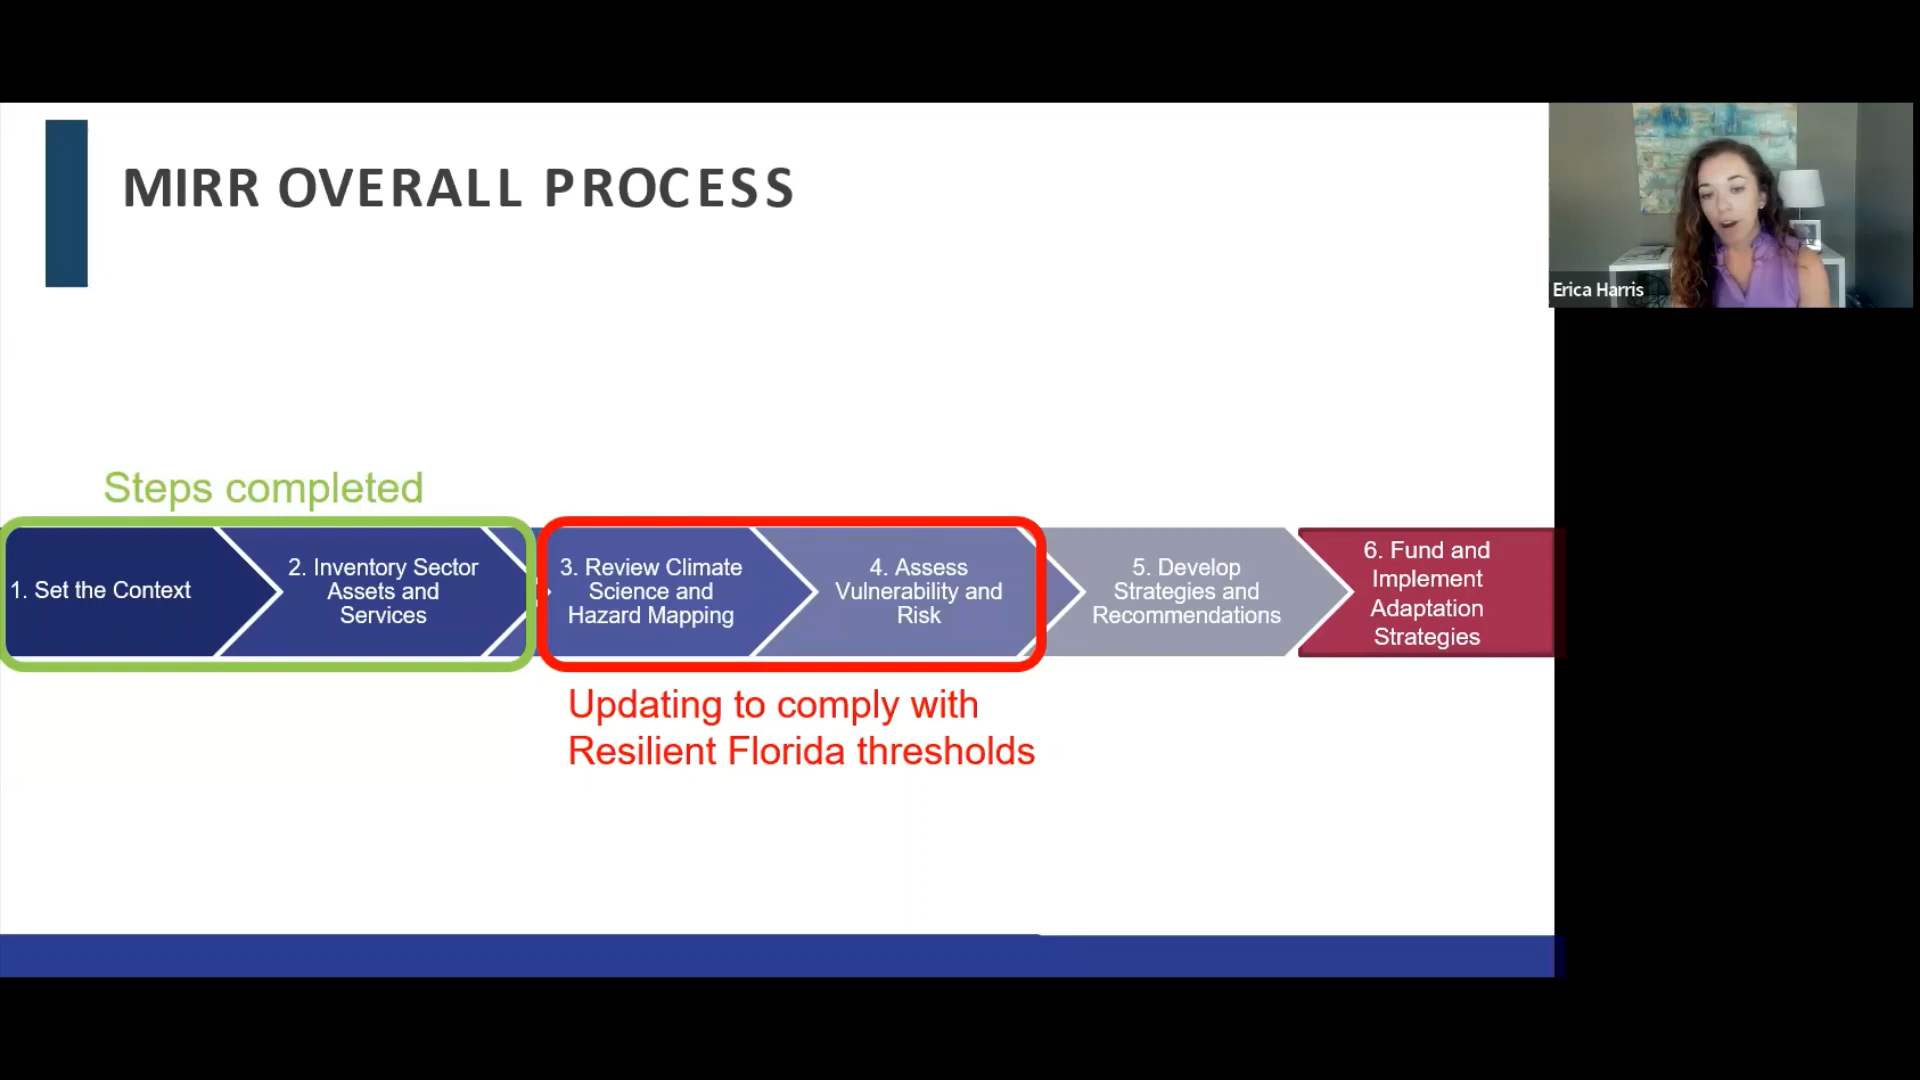 MIRR OVERALL PROCESS
Erica Harris
Steps completed
1. Set the Context
2. Inventory Sector
Assets and
Services
3. Review Climate
Science and
Hazard Mapping
4. Assess
Vulnerability and
Risk
5. Develop
Strategies and
Recommendations
6. Fund and
Implement
Adaptation
Strategies
Updating to comply with
Resilient Florida thresholds